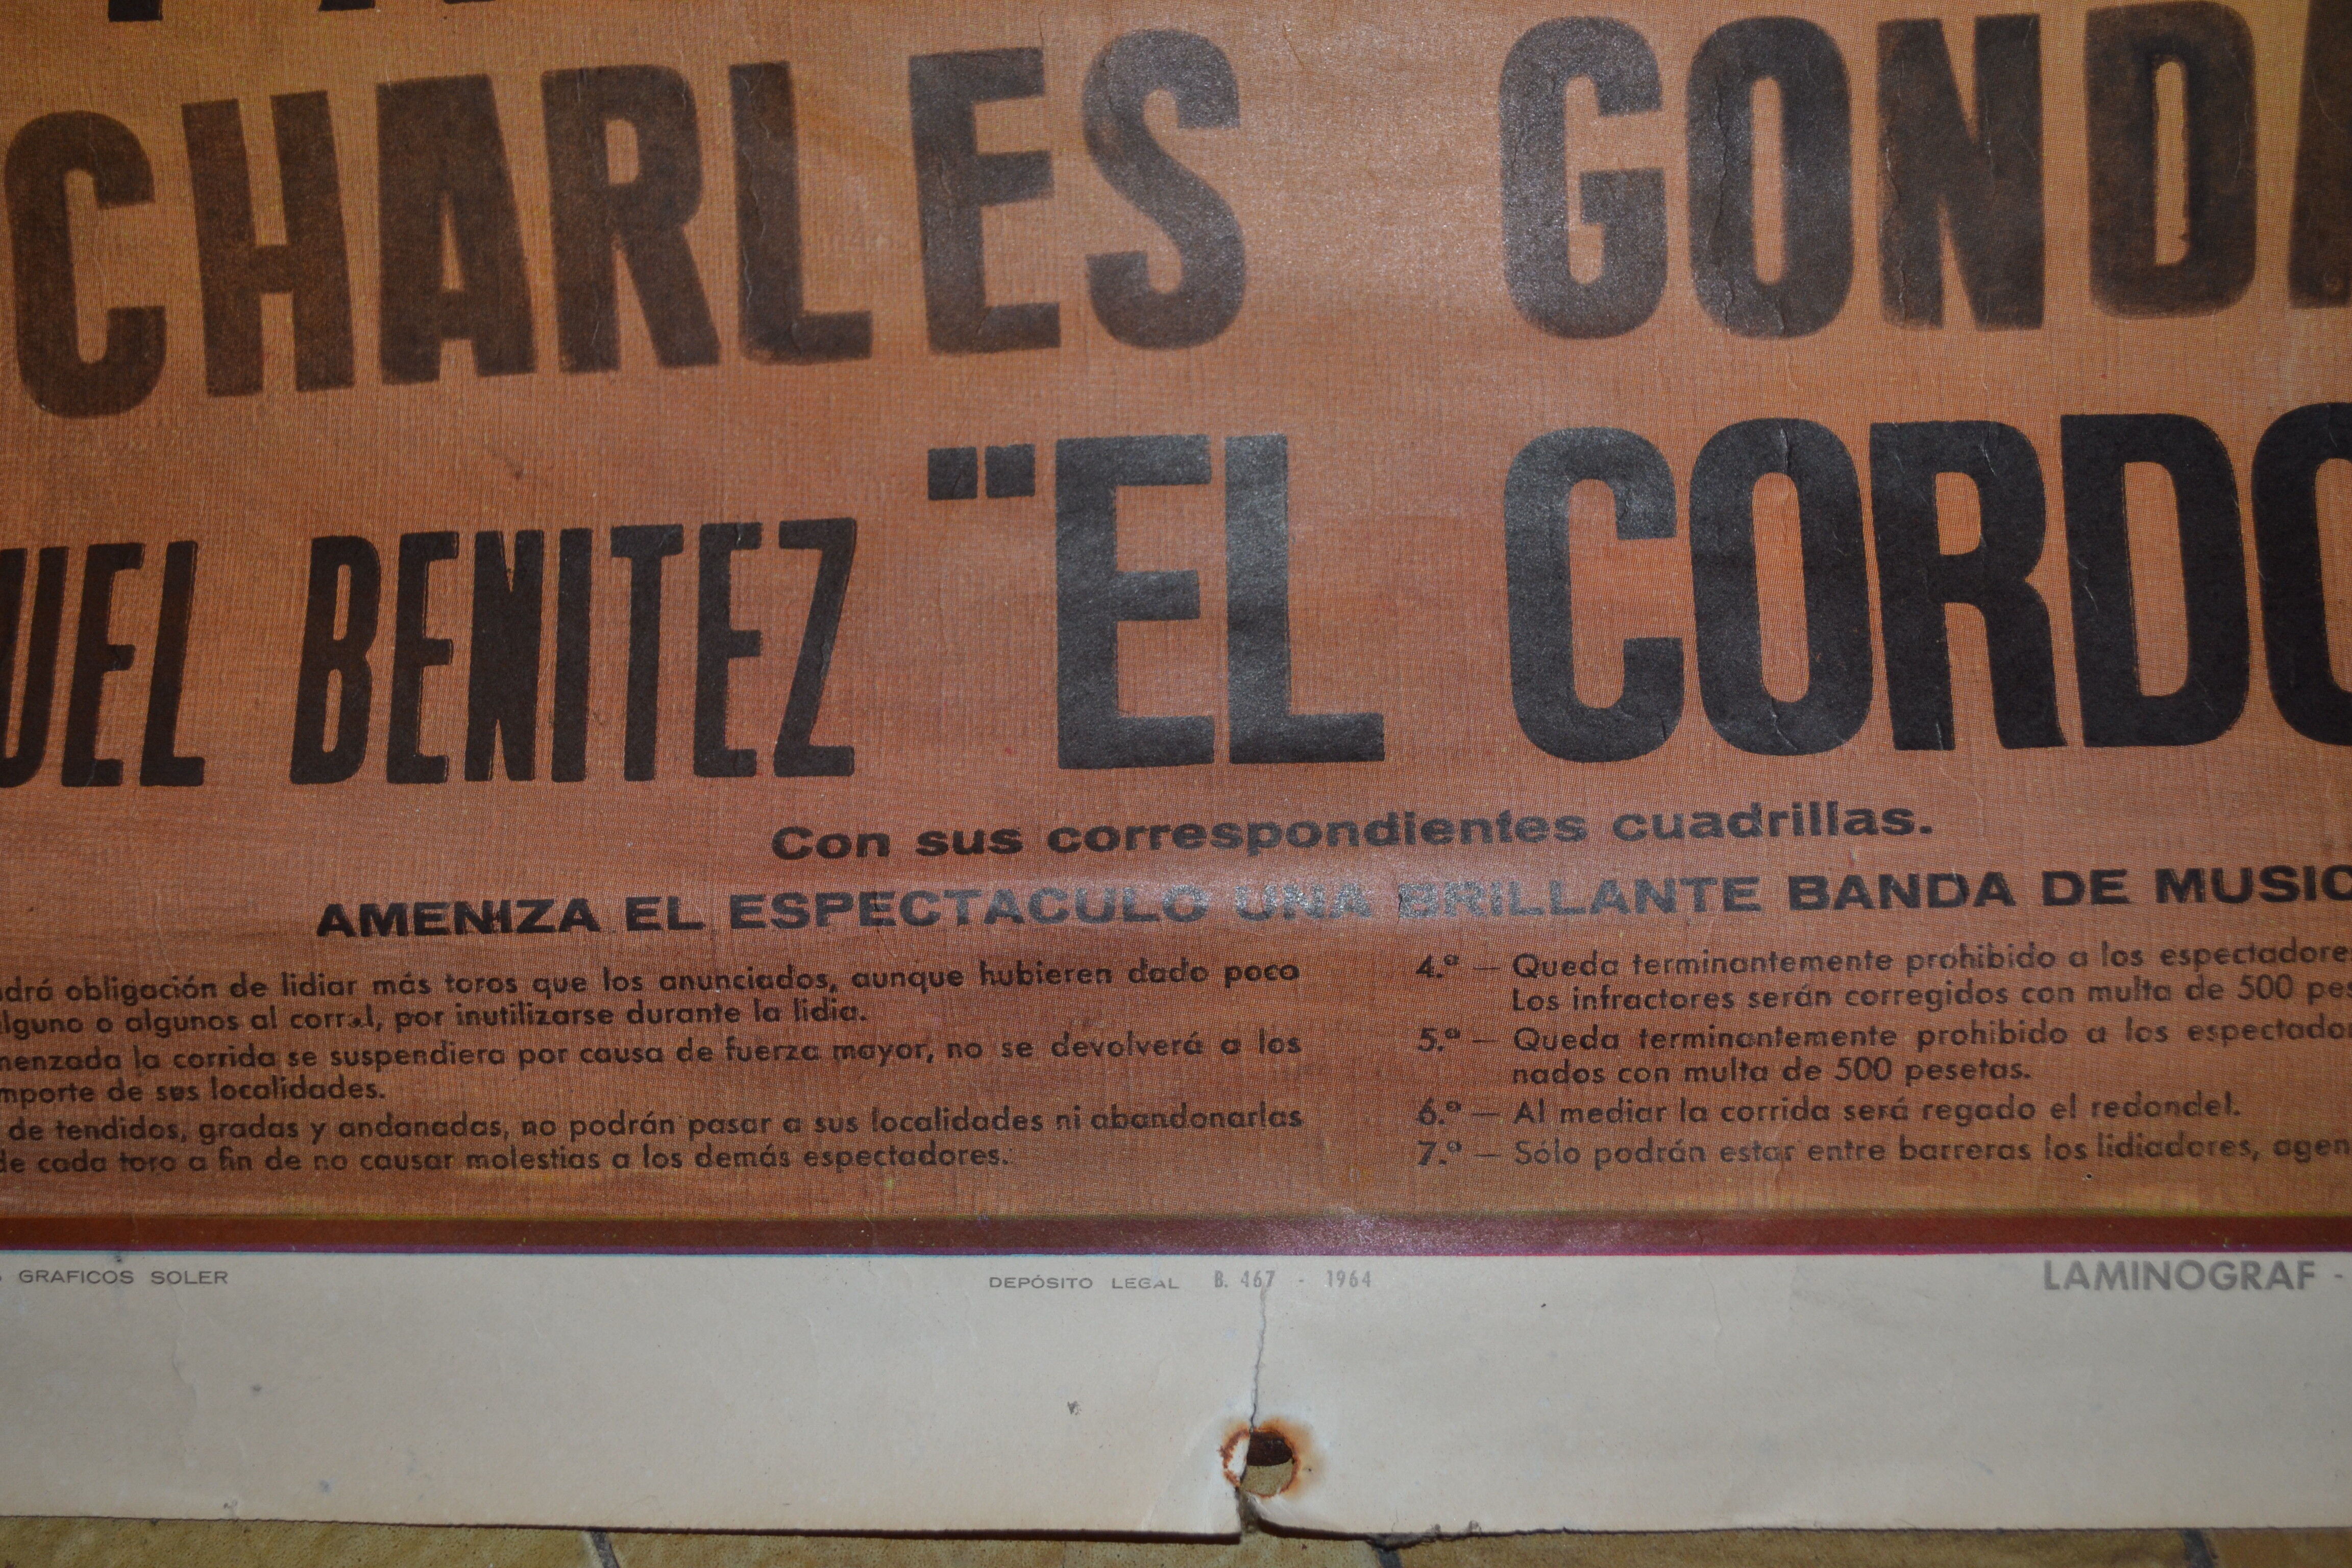 CHARLES GONDA
UEL BENITEZ "EL CORDO
Con sus correspondientes cuadrillas.
AMENIZA EL ESPECTACULO UNA BRILLANTE BANDA DE MUSIC
drá obligación de lidiar más toros que los anunciados, aunque hubieren dado poco
lguno o algunos al corral, por inutilizarse durante la lidia.
menzada la corrida se suspendiera por causa de fuerza mayor, no se devolverá a los
mporte de sus localidades.
de tendidos, gradas y andanadas, no podrán pasar a sus localidades ni abandonarlas
de cada toro a fin de no causar molestias a los demás espectadores.
4.ª — Queda terminantemente prohibido a los espectadore
Los infractores serán corregidos con multa de 500 pes
5.ª — Queda terminantemente prohibido a los espectado
nados con multa de 500 pesetas.
6.ª — Al mediar la corrida será regado el redondel.
7.ª — Sólo podrán estar entre barreras los lidiadores, agen
GRAFICOS SOLER
DEPÓSITO LEGAL B. 467 - 1964
LAMINOGRAF -